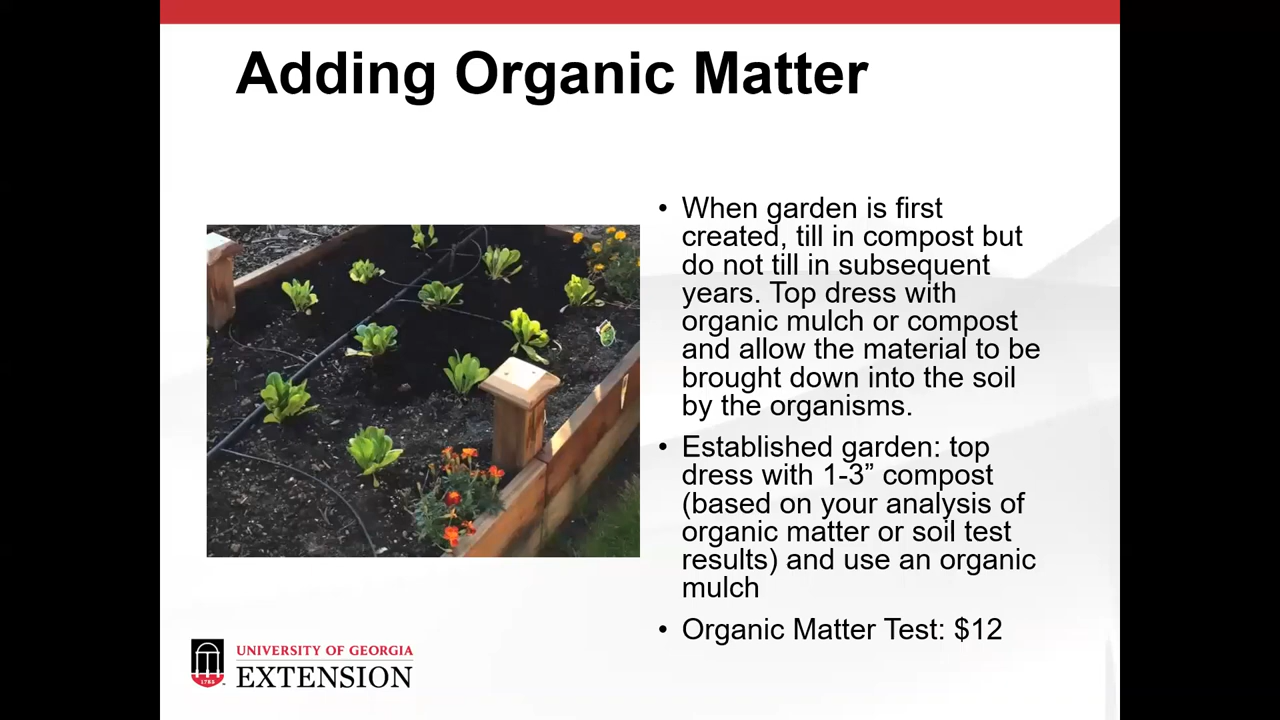 Adding Organic Matter
• When garden is first
created, till in compost but
do not till in subsequent
years. Top dress with
organic mulch or compost
and allow the material to be
brought down into the soil
by the organisms.
• Established garden: top
dress with 1-3” compost
(based on your analysis of
organic matter or soil test
results) and use an organic
mulch
• Organic Matter Test: $12
1785
UNIVERSITY OF GEORGIA
EXTENSION